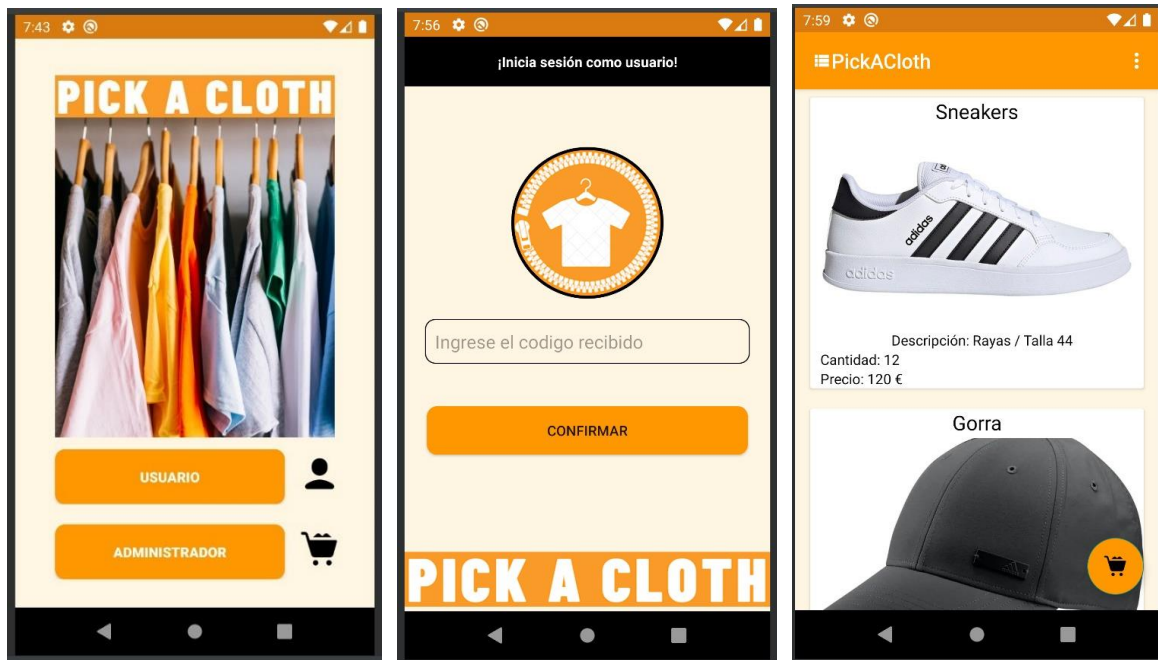 7:43
PICK A CLOTH
USUARIO
ADMINISTRADOR
7:56
¡Inicia sesión como usuario!
Ingrese el codigo recibido
CONFIRMAR
PICK A CLOTH
7:59
PickACloth
Sneakers
adidas
adidas
Descripción: Rayas / Talla 44
Cantidad: 12
Precio: 120 €
Gorra